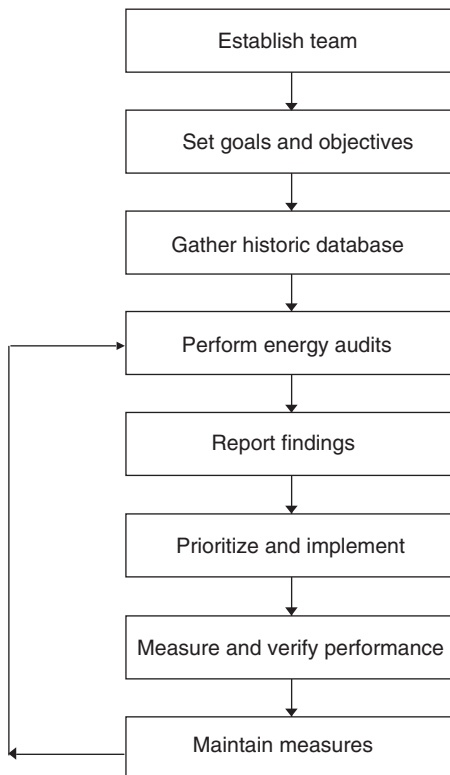 Establish team
Set goals and objectives
Gather historic database
Perform energy audits
Report findings
Prioritize and implement
Measure and verify performance
Maintain measures